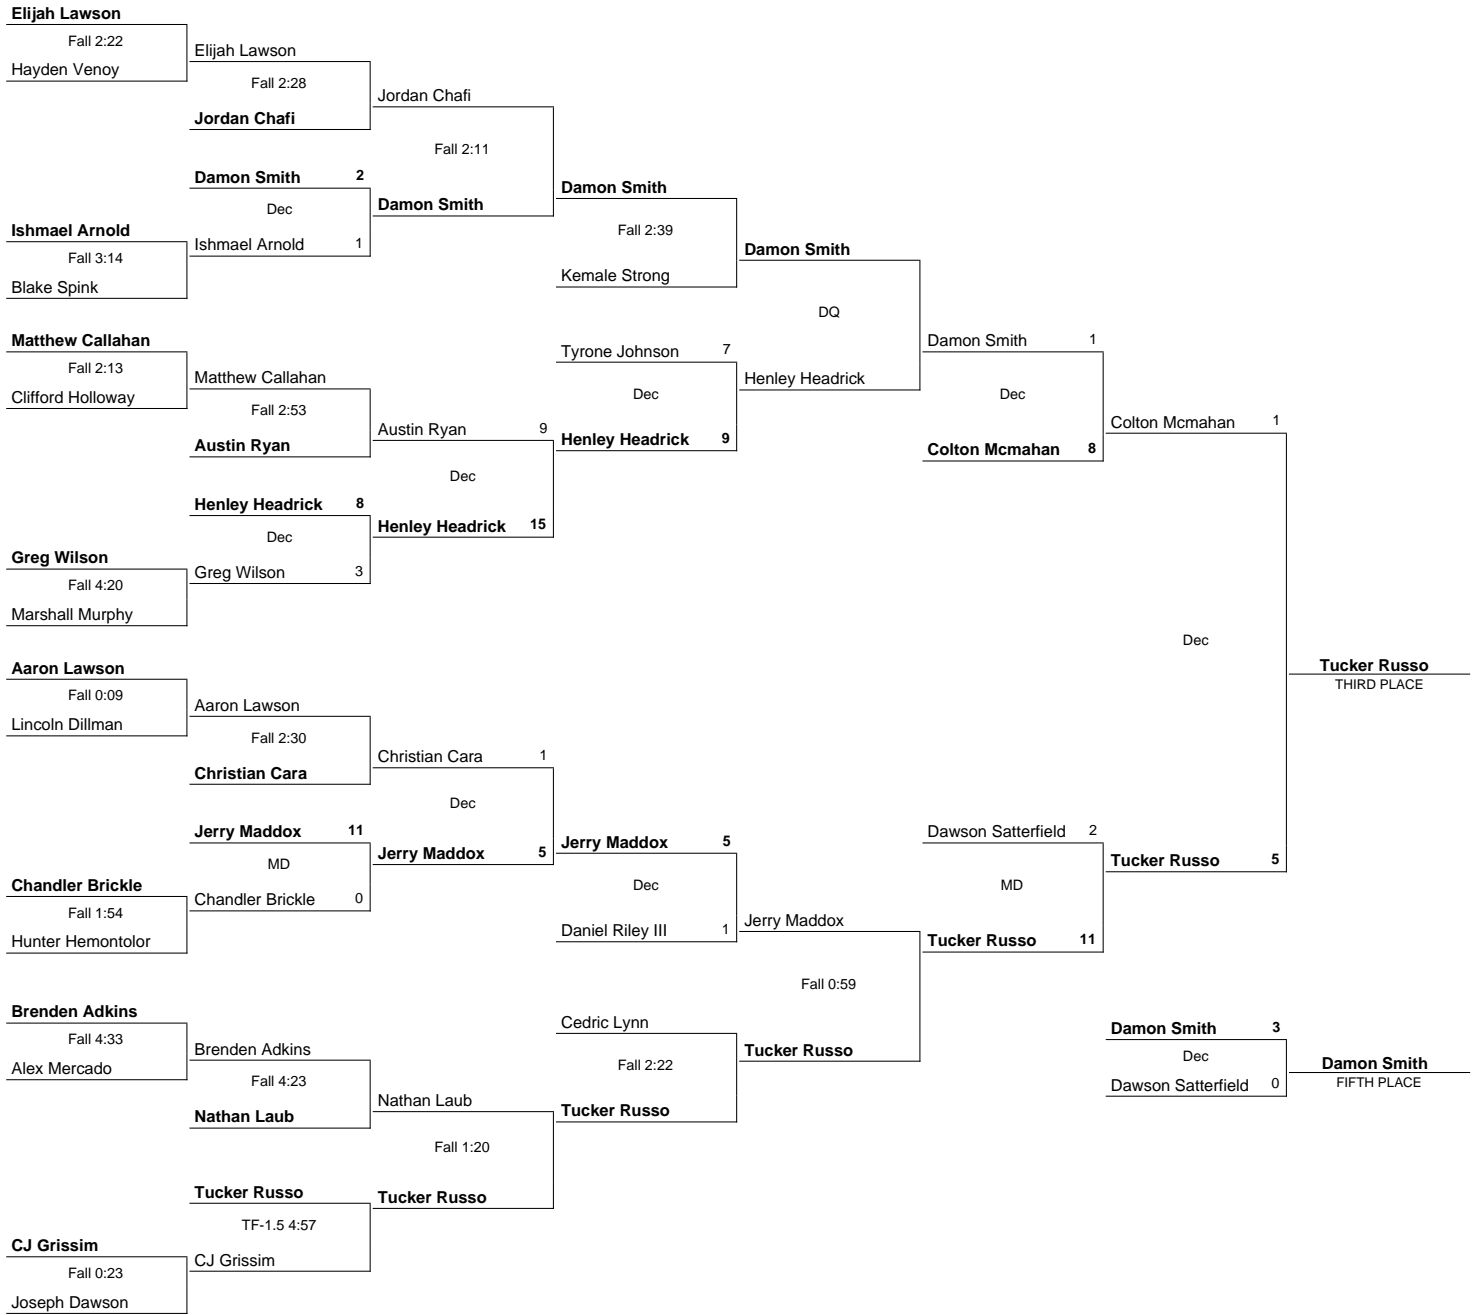 Elijah Lawson
Fall 2:22
Hayden Venoy
Ishmael Arnold
Fall 3:14
Blake Spink
Matthew Callahan
Fall 2:13
Clifford Holloway
Greg Wilson
Fall 4:20
Marshall Murphy
Aaron Lawson
Fall 0:09
Lincoln Dillman
Chandler Brickle
Fall 1:54
Hunter Hemontolor
Brenden Adkins
Fall 4:33
Alex Mercado
CJ Grissim
Fall 0:23
Joseph Dawson
Elijah Lawson
Fall 2:28
Jordan Chafi
Damon Smith 2
Dec
Ishmael Arnold 1
Matthew Callahan
Fall 2:53
Austin Ryan
Henley Headrick 8
Dec
Greg Wilson 3
Aaron Lawson
Fall 2:30
Christian Cara
Jerry Maddox 11
MD
Chandler Brickle 0
Brenden Adkins
Fall 4:23
Nathan Laub
Tucker Russo
TF-1.5 4:57
CJ Grissim
Jordan Chafi
Fall 2:11
Damon Smith
Austin Ryan 9
Dec
Henley Headrick 15
Christian Cara 1
Dec
Jerry Maddox 5
Nathan Laub
Fall 1:20
Tucker Russo
Damon Smith
Fall 2:39
Kemale Strong
Tyrone Johnson 7
Dec
Henley Headrick 9
Jerry Maddox 5
Dec
Daniel Riley III 1
Cedric Lynn
Fall 2:22
Tucker Russo
Damon Smith
DQ
Henley Headrick
Jerry Maddox
Fall 0:59
Tucker Russo
Damon Smith 1
Dec
Colton Mcmahan 8
Dawson Satterfield 2
MD
Tucker Russo 11
Colton Mcmahan 1
Dec
Tucker Russo 5
Damon Smith 3
Dec
Dawson Satterfield 0
Tucker Russo
THIRD PLACE
Damon Smith
FIFTH PLACE